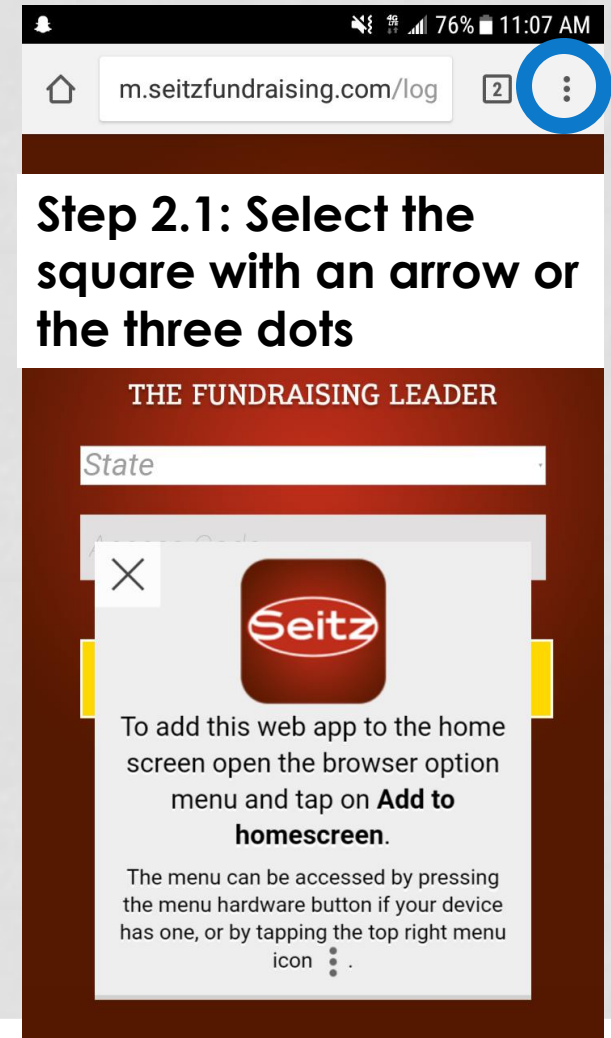 76% 11:07 AM
m.seitzfundraising.com/log
2
Step 2.1: Select the
square with an arrow or
the three dots
THE FUNDRAISING LEADER
State
Access Code
Seitz
To add this web app to the home
screen open the browser option
menu and tap on Add to
homescreen.
The menu can be accessed by pressing
the menu hardware button if your device
has one, or by tapping the top right menu
icon .